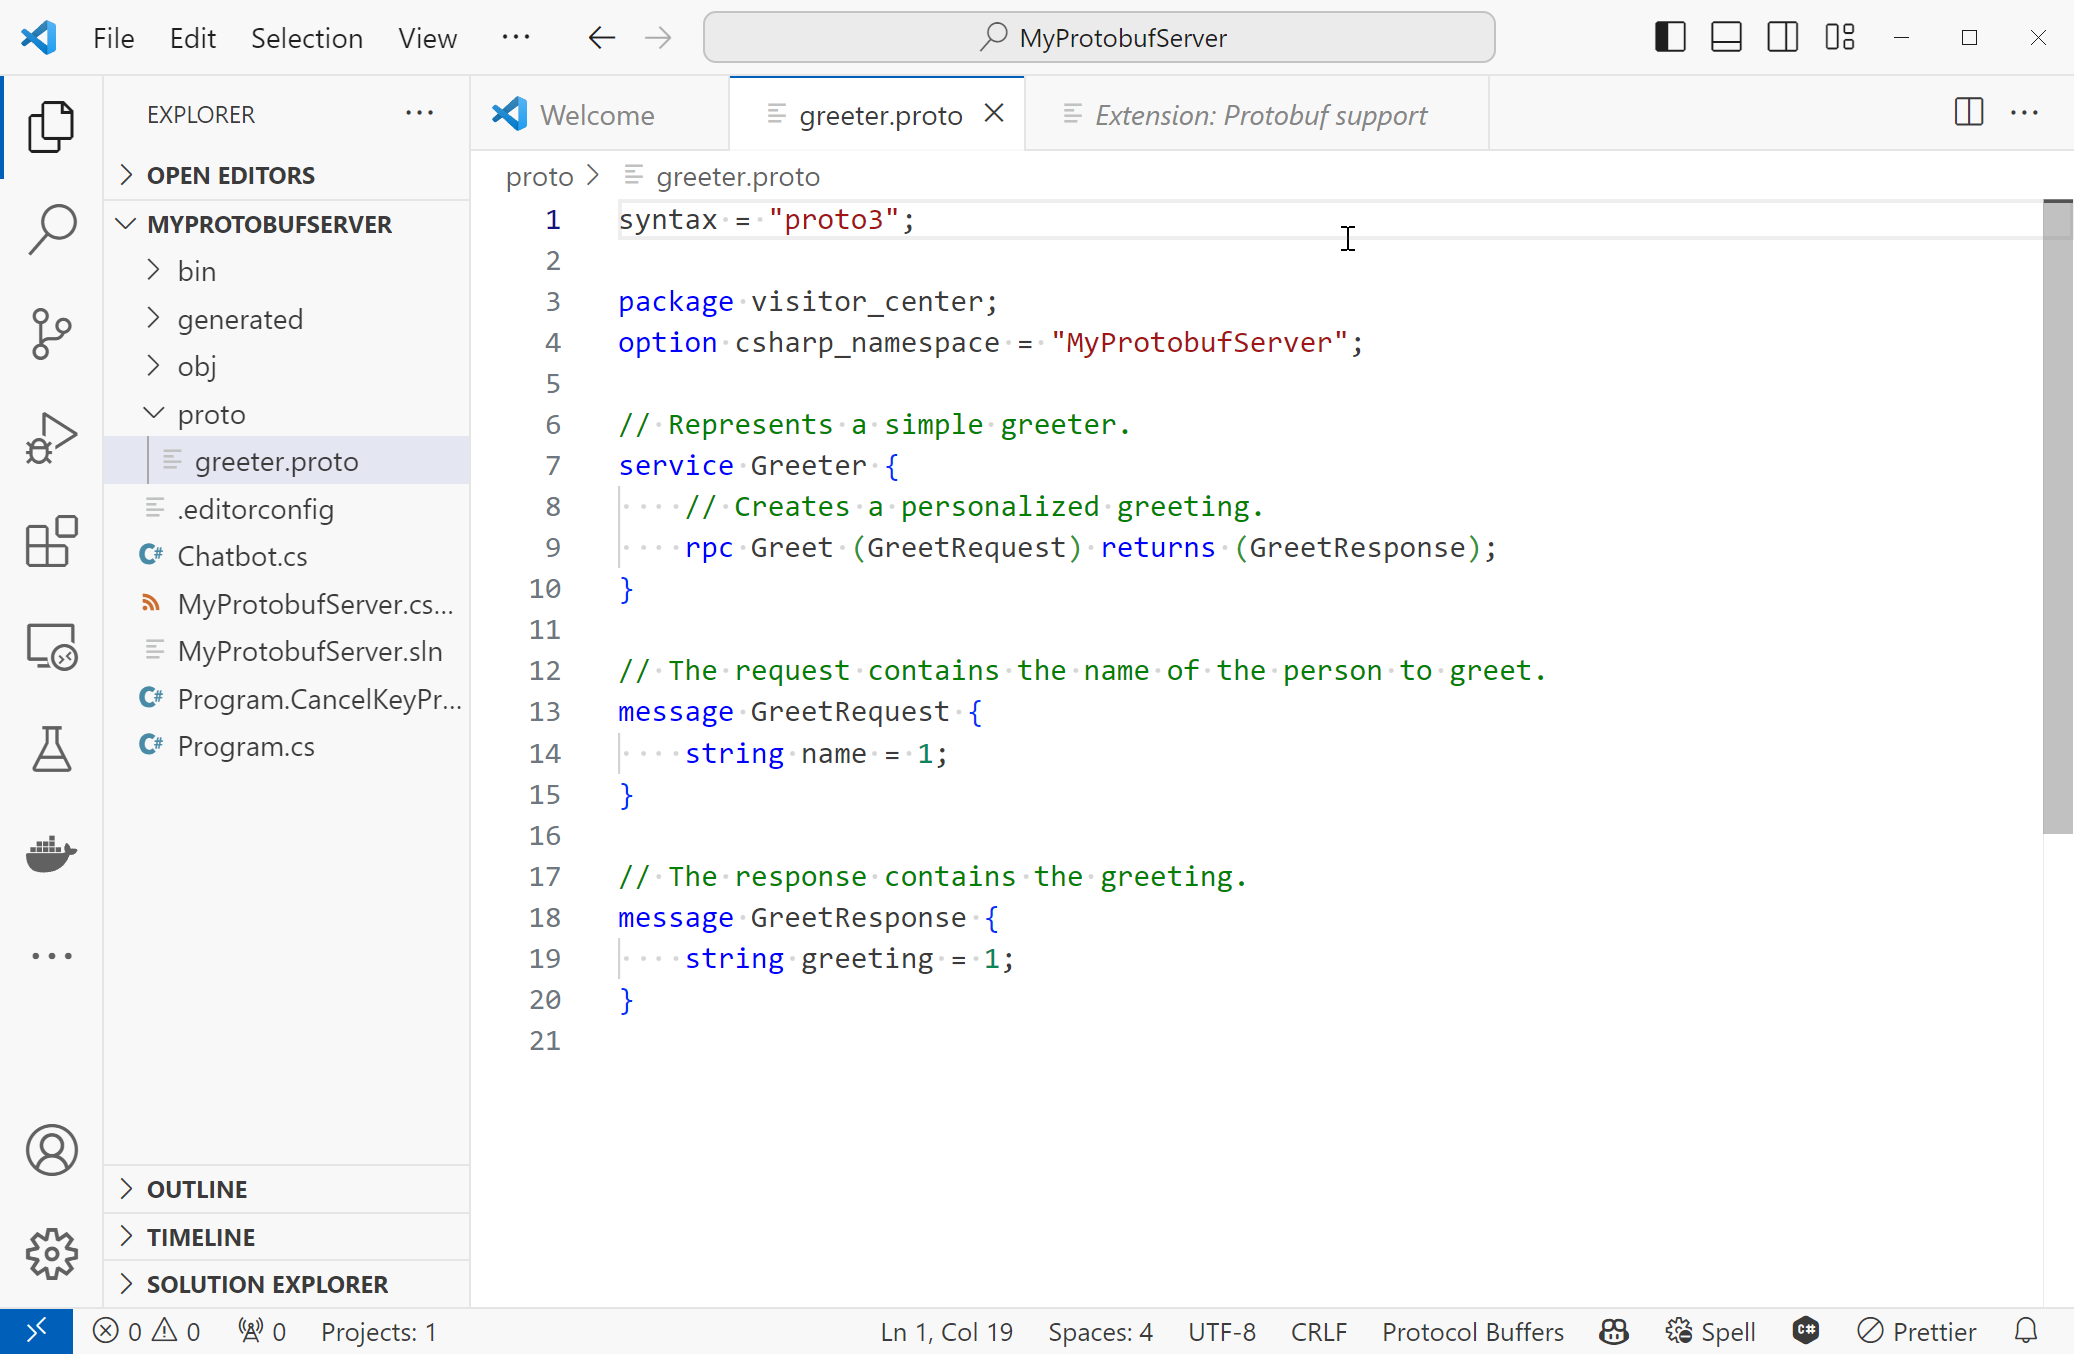 File Edit Selection View ··· MyProtobufServer
EXPLORER ···
OPEN EDITORS
MYPROTOBUFSERVER
bin
generated
obj
proto
greeter.proto
.editorconfig
C# Chatbot.cs
MyProtobufServer.cs...
MyProtobufServer.sln
C# Program.CancelKeyPr...
C# Program.cs
OUTLINE
TIMELINE
SOLUTION EXPLORER
Welcome greeter.proto Extension: Protobuf support
proto > greeter.proto
1 syntax = "proto3";
2
3 package visitor_center;
4 option csharp_namespace = "MyProtobufServer";
5
6 // Represents a simple greeter.
7 service Greeter {
8     // Creates a personalized greeting.
9     rpc Greet (GreetRequest) returns (GreetResponse);
10 }
11
12 // The request contains the name of the person to greet.
13 message GreetRequest {
14     string name = 1;
15 }
16
17 // The response contains the greeting.
18 message GreetResponse {
19     string greeting = 1;
20 }
21
0 0 0 Projects: 1 Ln 1, Col 19 Spaces: 4 UTF-8 CRLF Protocol Buffers Spell C# Prettier